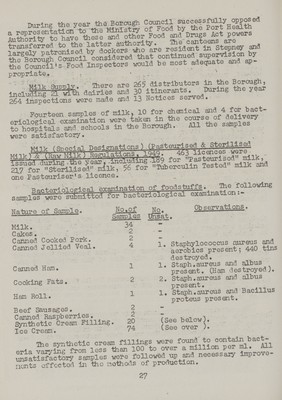 During the year the Borough Council successfully opposed
a representation to the Ministry of Food by the Port Health
Authority to have these and other Food and Drugs Act powers
transferred to the latter authority. The canteens are
largely patronised by dockers who are resident in Stepney and
the Borough Council considered that continued supervision by
the Council's Food Inspectors would be most adequate and ap-
propriate.
Milk Supply. There are 265 distributors in the Borough,
including 21 with dairies and 30 itinerants. During the year
264 inspections were made and 13 Notices served.
Fourteen samples of milk, 10 for chemical and 4 for bact-
eriological examination were taken in the course of delivery
to hospitals and schools in the Borough. All the samples
were satisfactory.
Milk (Special Designations) (Pasteurised & Sterilised
Milk) & (Raw Milk) Regulations, 1949. 463 licences were
issued during the year, including 189 for "Pasteurised" milk,
217 for "Sterilised" milk, 56 for "Tuberculin Tested" milk and
one Pasteuriser's licence.
Bacteriological examination of foodstuffs. The following
samples were submitted for bacteriological examination:-
Nature of Sample. No. of Samples No. Unsat. Observations.
Milk. 34 -
Cakes. 2 -
Canned Cooked Pork. 2 -
Canned Jellied Veal. 4 1. Staphylococcus aureus and
aerobics present; 440 tins
destroyed.
Canned Ham. 1 1. Staph.aureus and albus
present. (Ham destroyed).
Cooking Fats. 2 2. Staph.aureus and albus
present.
Ham Roll. 1 1. Staph.aureus and Bacillus
proteus present.
Beef Sausages. 2 -
Canned Raspberries. 2 -
Synthetic Cream Filling. 20 (See below).
Ice Cream. 74 (See over ).
The synthetic cream fillings were found to contain bact-
eria varying from less than 100 to over a million per ml. All
unsatisfactory samples were followed up and necessary improve-
ments effected in the methods of production.
27